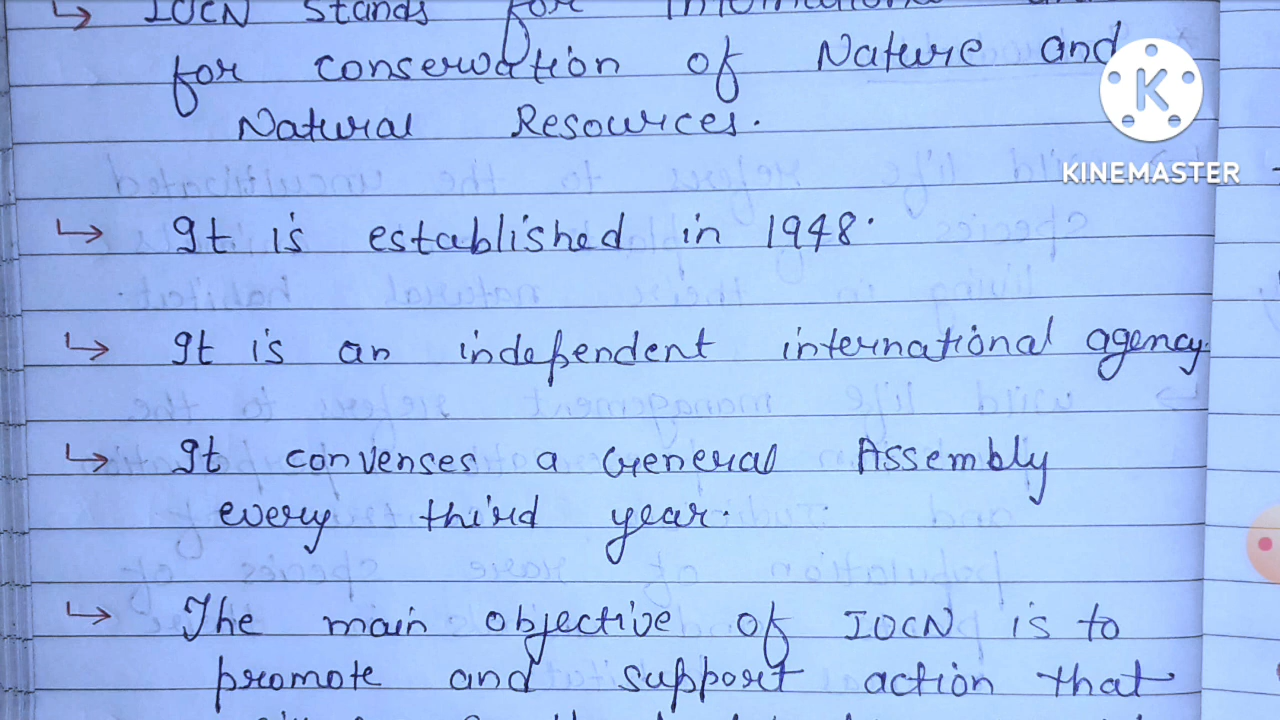 ↳ IUCN stands for
for conservation of Nature and
Natural Resources.
↳ It is established in 1948.
↳ It is an independent international agency.
↳ It convenses a General Assembly
every third year.
↳ The main objective of IUCN is to
promote and support action that
K
KINEMASTER